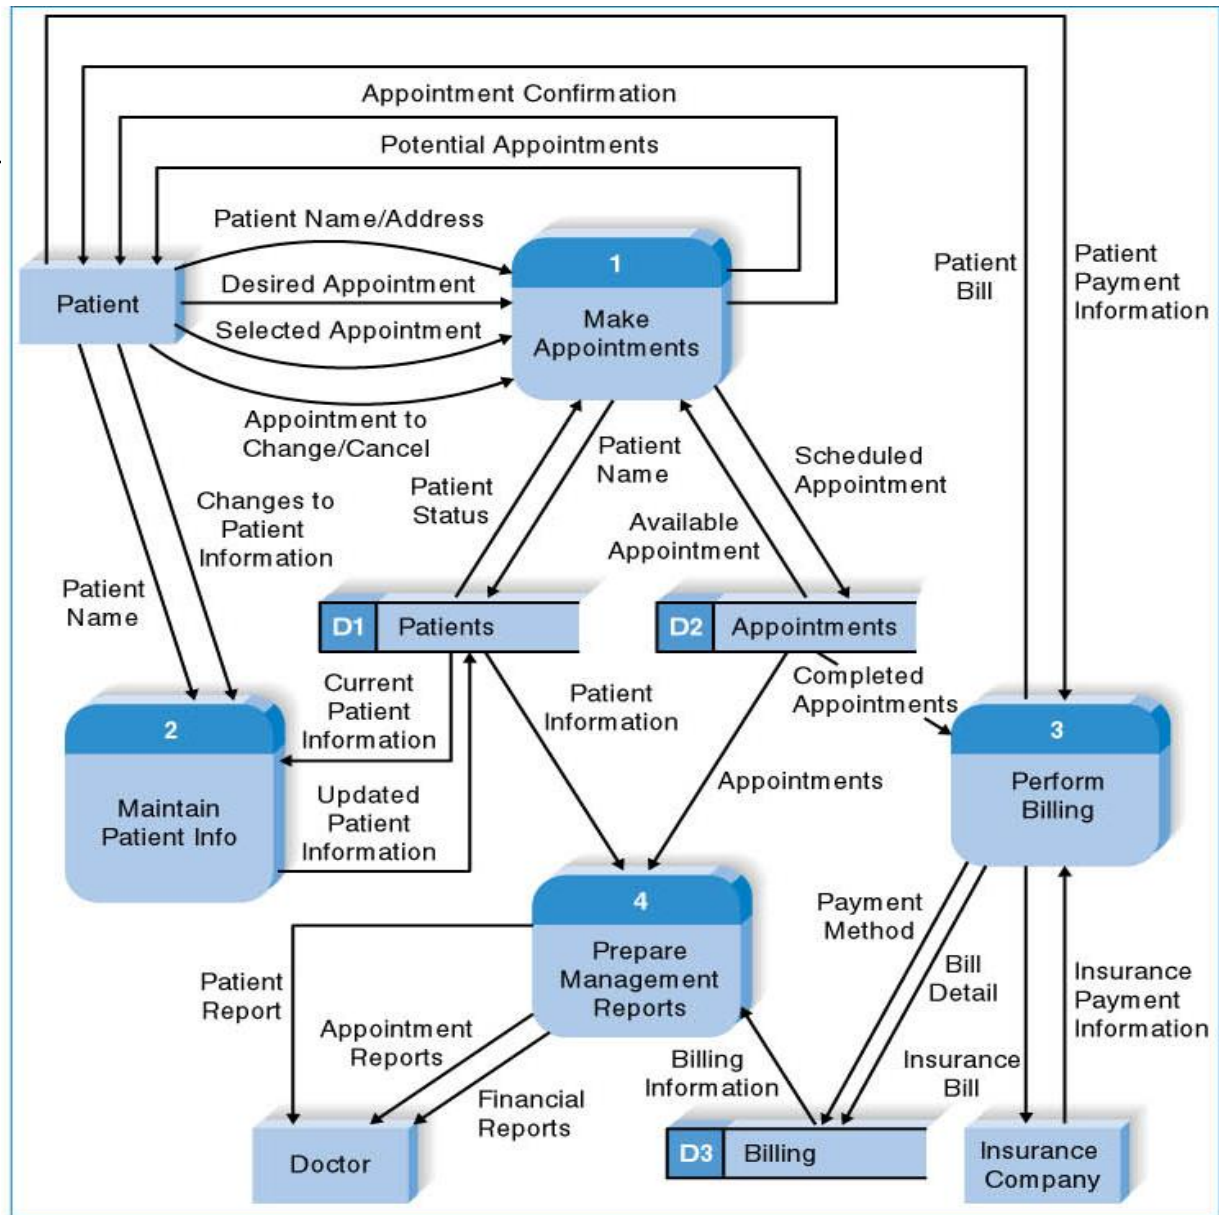 Appointment Confirmation
Potential Appointments
Patient Name/Address
Desired Appointment
Selected Appointment
Appointment to
Change/Cancel
Patient
1
Make
Appointments
Patient
Bill
Patient
Payment
Information
Patient
Status
Patient
Name
Scheduled
Appointment
Available
Appointment
Changes to
Patient
Information
Patient
Name
D1 Patients
D2 Appointments
Current
Patient
Information
Patient
Information
Completed
Appointments
2
Maintain
Patient Info
3
Perform
Billing
Updated
Patient
Information
Appointments
4
Prepare
Management
Reports
Payment
Method
Bill
Detail
Insurance
Payment
Information
Patient
Report
Appointment
Reports
Financial
Reports
Billing
Information
Insurance
Bill
Doctor
D3 Billing
Insurance
Company